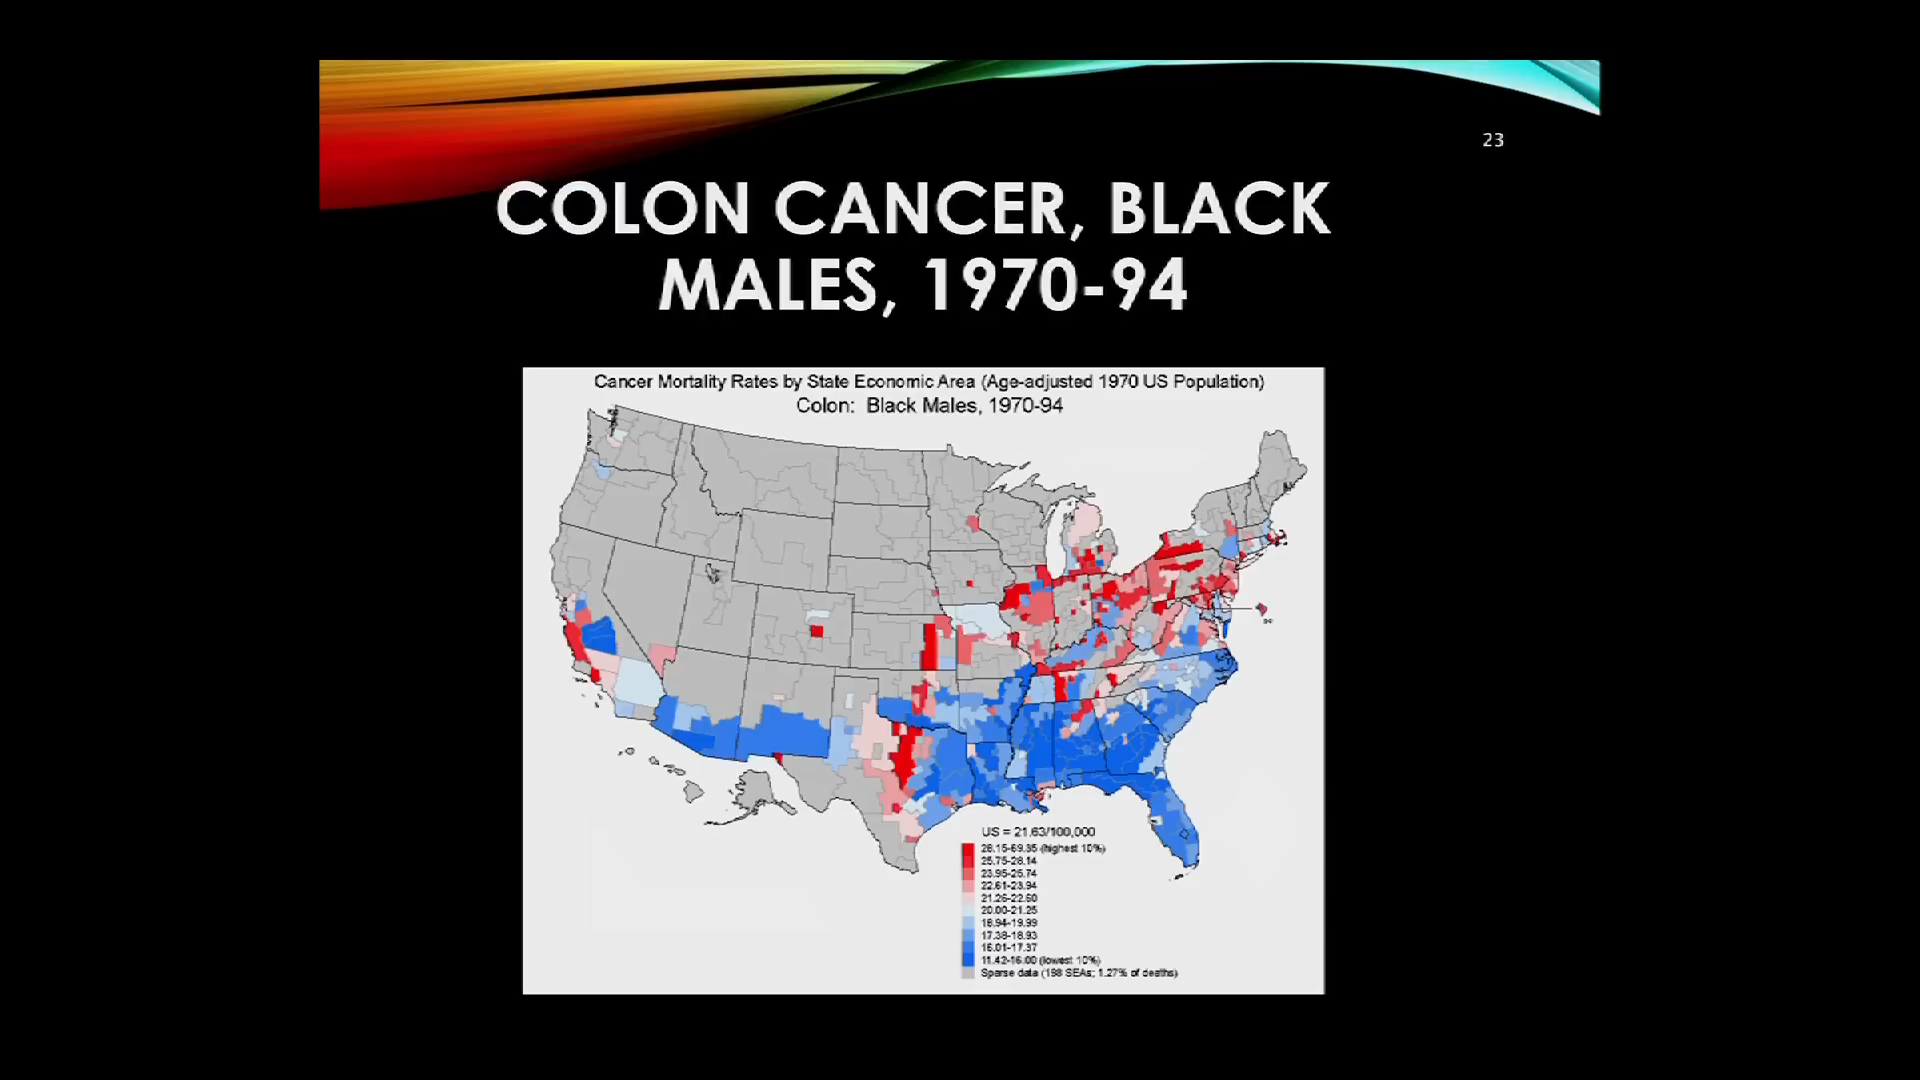 23
COLON CANCER, BLACK
MALES, 1970-94
Cancer Mortality Rates by State Economic Area (Age-adjusted 1970 US Population)
Colon: Black Males, 1970-94
US = 21.63/100,000
28.15-69.35 (highest 10%)
25.75-28.14
23.95-25.74
22.61-23.94
21.26-22.60
20.00-21.25
18.94-19.99
17.38-18.93
16.01-17.37
11.42-16.00 (lowest 10%)
Sparse data (198 SEAs; 1.27% of deaths)